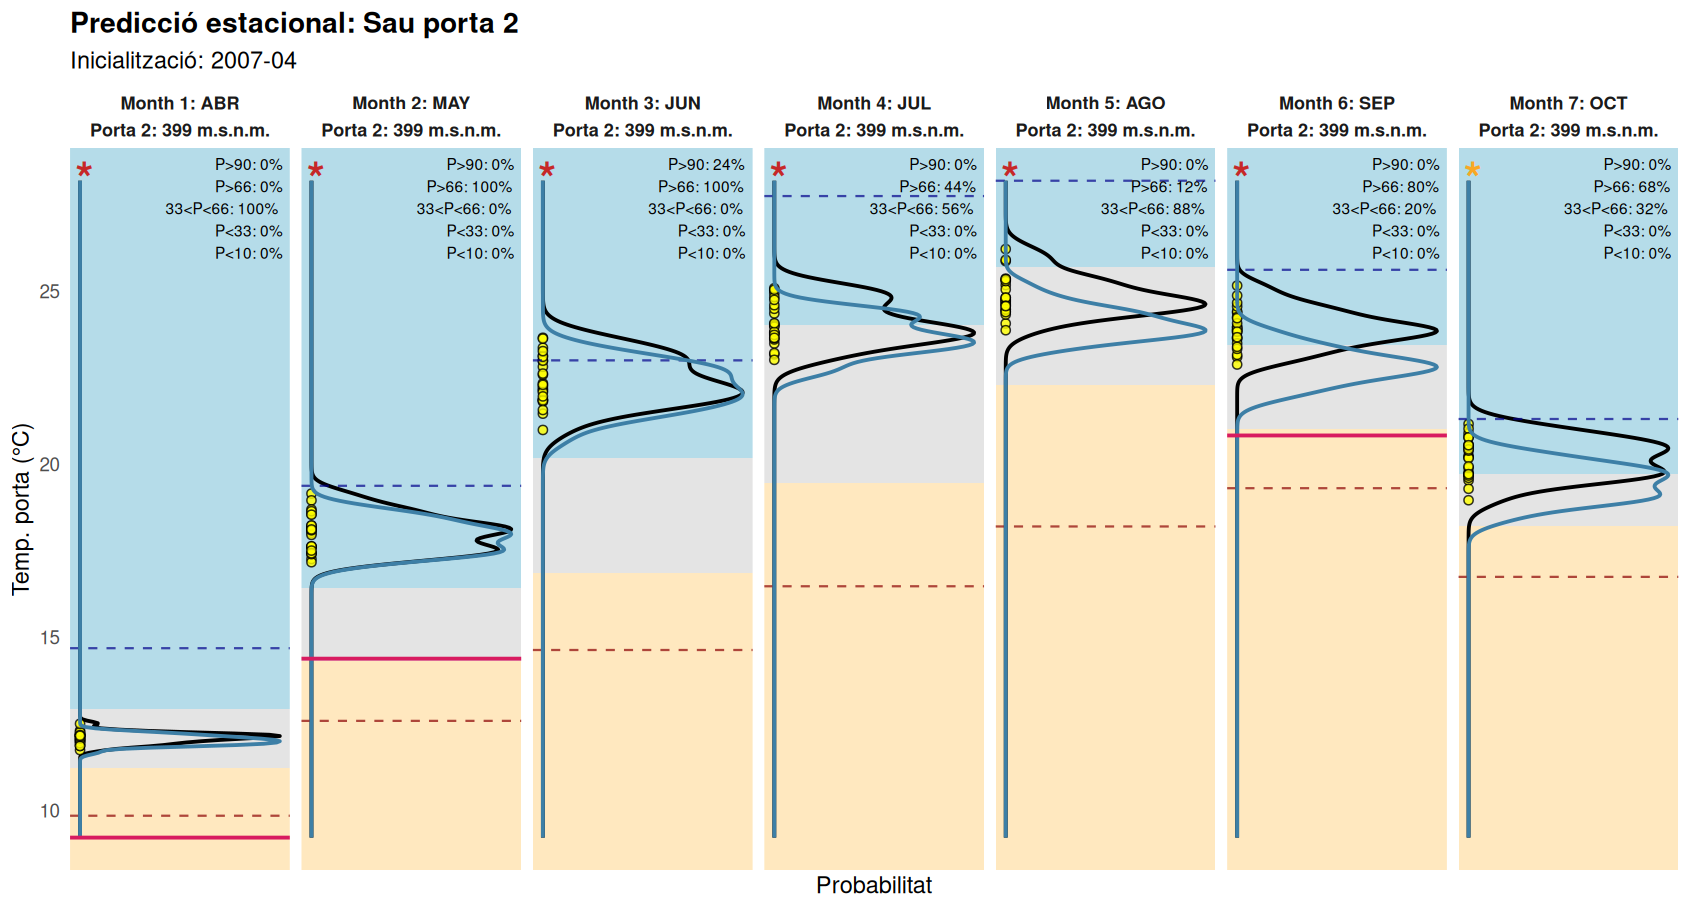 Predicció estacional: Sau porta 2
Inicialització: 2007-04
Month 1: ABR
Porta 2: 399 m.s.n.m.
Month 2: MAY
Porta 2: 399 m.s.n.m.
Month 3: JUN
Porta 2: 399 m.s.n.m.
Month 4: JUL
Porta 2: 399 m.s.n.m.
Month 5: AGO
Porta 2: 399 m.s.n.m.
Month 6: SEP
Porta 2: 399 m.s.n.m.
Month 7: OCT
Porta 2: 399 m.s.n.m.
*
P>90: 0%
P>66: 0%
33<P<66: 100%
P<33: 0%
P<10: 0%
*
P>90: 0%
P>66: 100%
33<P<66: 0%
P<33: 0%
P<10: 0%
*
P>90: 24%
P>66: 100%
33<P<66: 0%
P<33: 0%
P<10: 0%
*
P>90: 0%
P>66: 44%
33<P<66: 56%
P<33: 0%
P<10: 0%
*
P>90: 0%
P>66: 12%
33<P<66: 88%
P<33: 0%
P<10: 0%
*
P>90: 0%
P>66: 80%
33<P<66: 20%
P<33: 0%
P<10: 0%
*
P>90: 0%
P>66: 68%
33<P<66: 32%
P<33: 0%
P<10: 0%
Temp. porta (°C)
25
20
15
10
Probabilitat